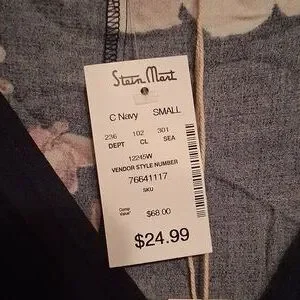 Stein Mart
C Navy SMALL
236 102 301
DEPT CL SEA
12245W
VENDOR STYLE NUMBER
76641117
SKU
Comp. Value* $68.00
$24.99